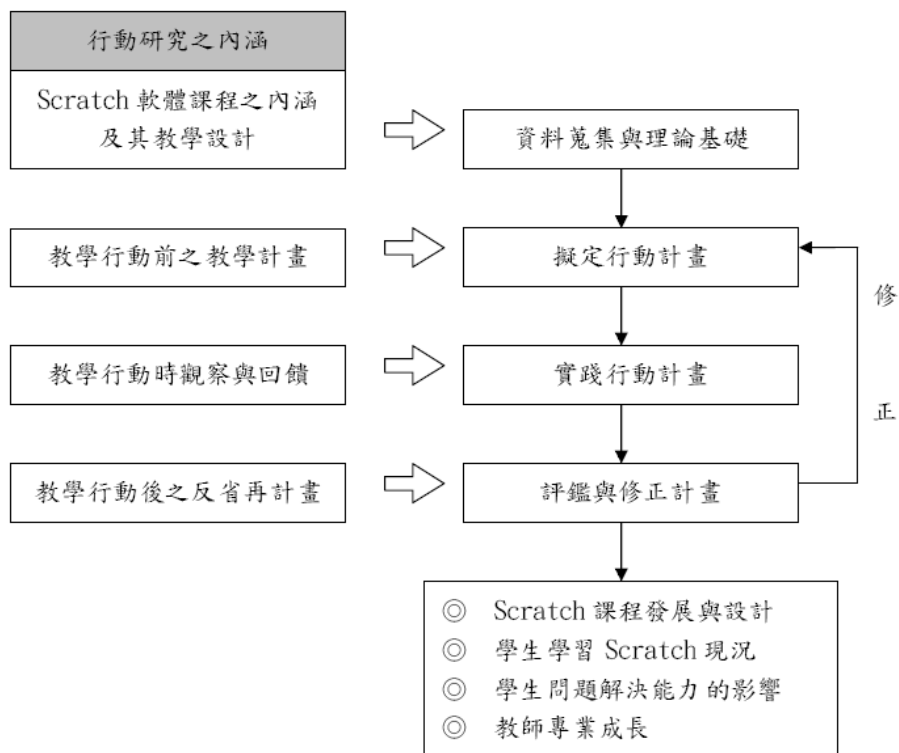 行動研究之內涵
Scratch 軟體課程之內涵
及其教學設計
資料蒐集與理論基礎
教學行動前之教學計畫
擬定行動計畫
修
教學行動時觀察與回饋
實踐行動計畫
正
教學行動後之反省再計畫
評鑑與修正計畫
◎ Scratch 課程發展與設計
◎ 學生學習 Scratch 現況
◎ 學生問題解決能力的影響
◎ 教師專業成長